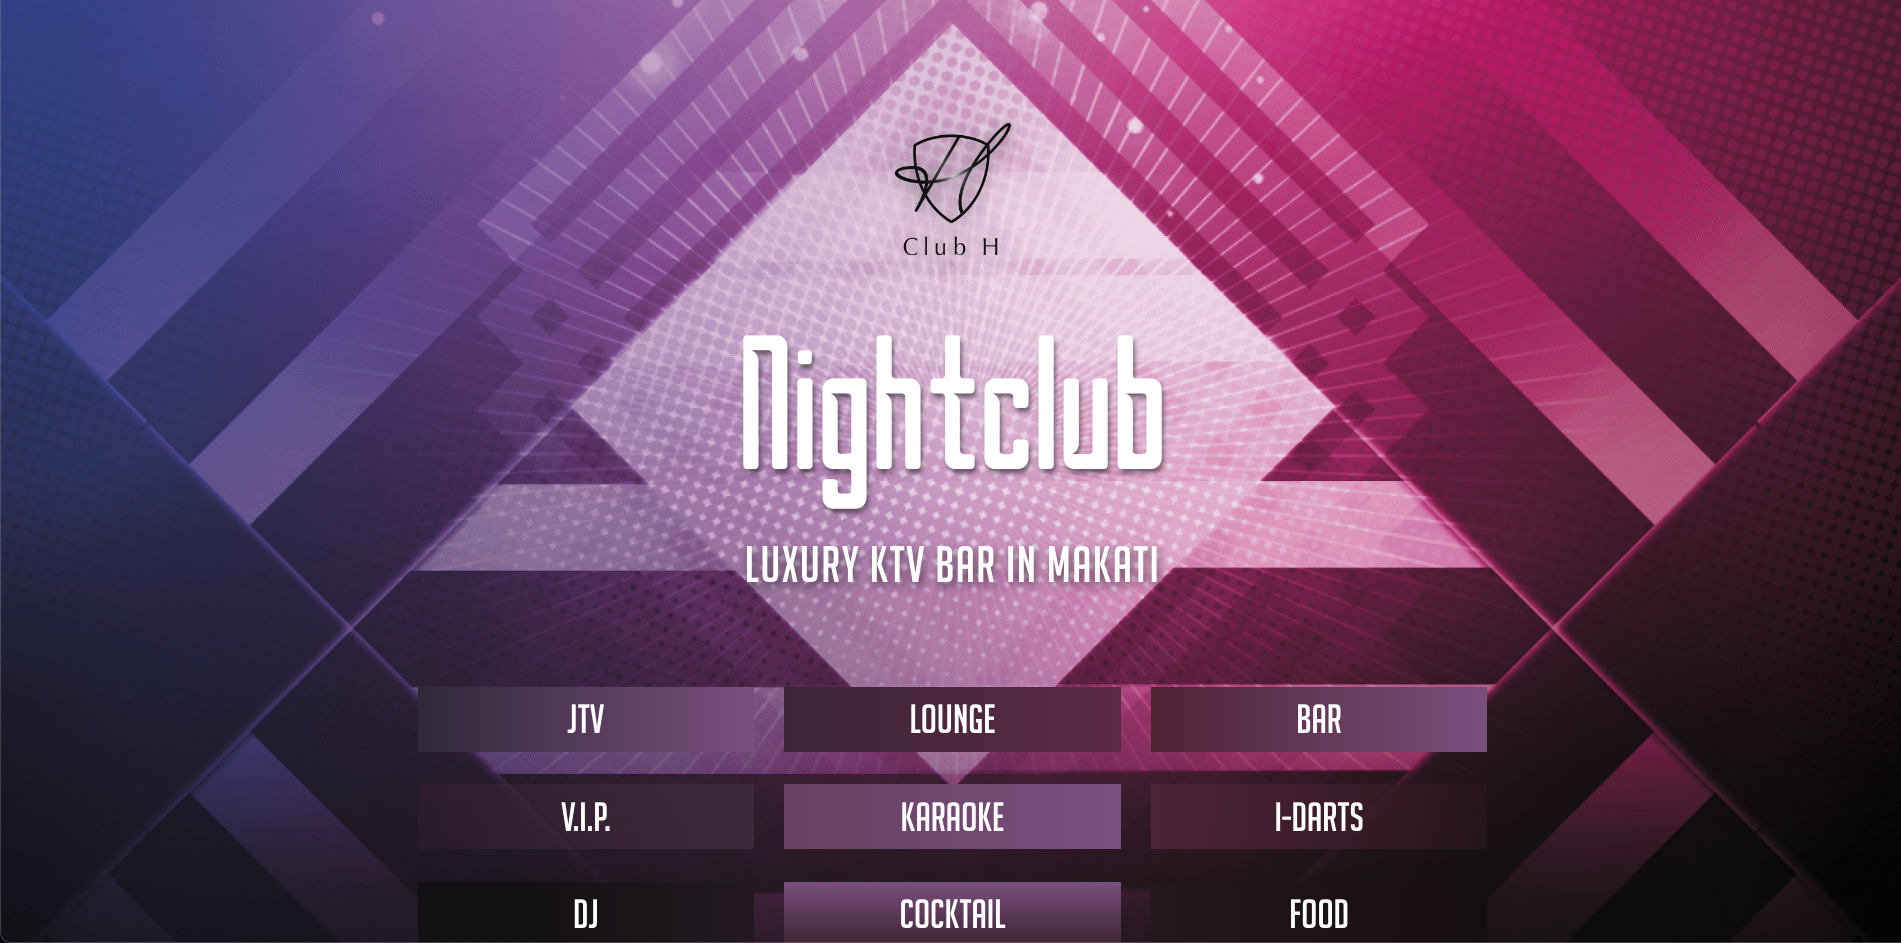 Club H
Nightclub
LUXURY KTV BAR IN MAKATI
JTV
LOUNGE
BAR
V.I.P.
KARAOKE
I-DARTS
DJ
COCKTAIL
FOOD